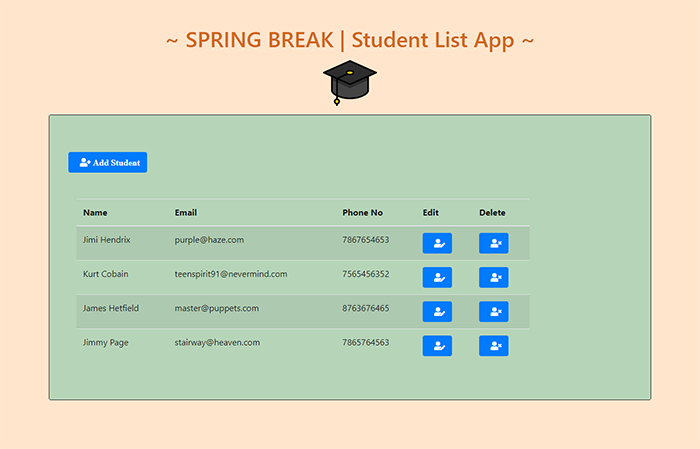 ~ SPRING BREAK | Student List App ~
Add Student
Name Email Phone No Edit Delete
Jimi Hendrix purple@haze.com 7867654653
Kurt Cobain teenspirit91@nevermind.com 7565456352
James Hetfield master@puppets.com 8763676465
Jimmy Page stairway@heaven.com 7865764563